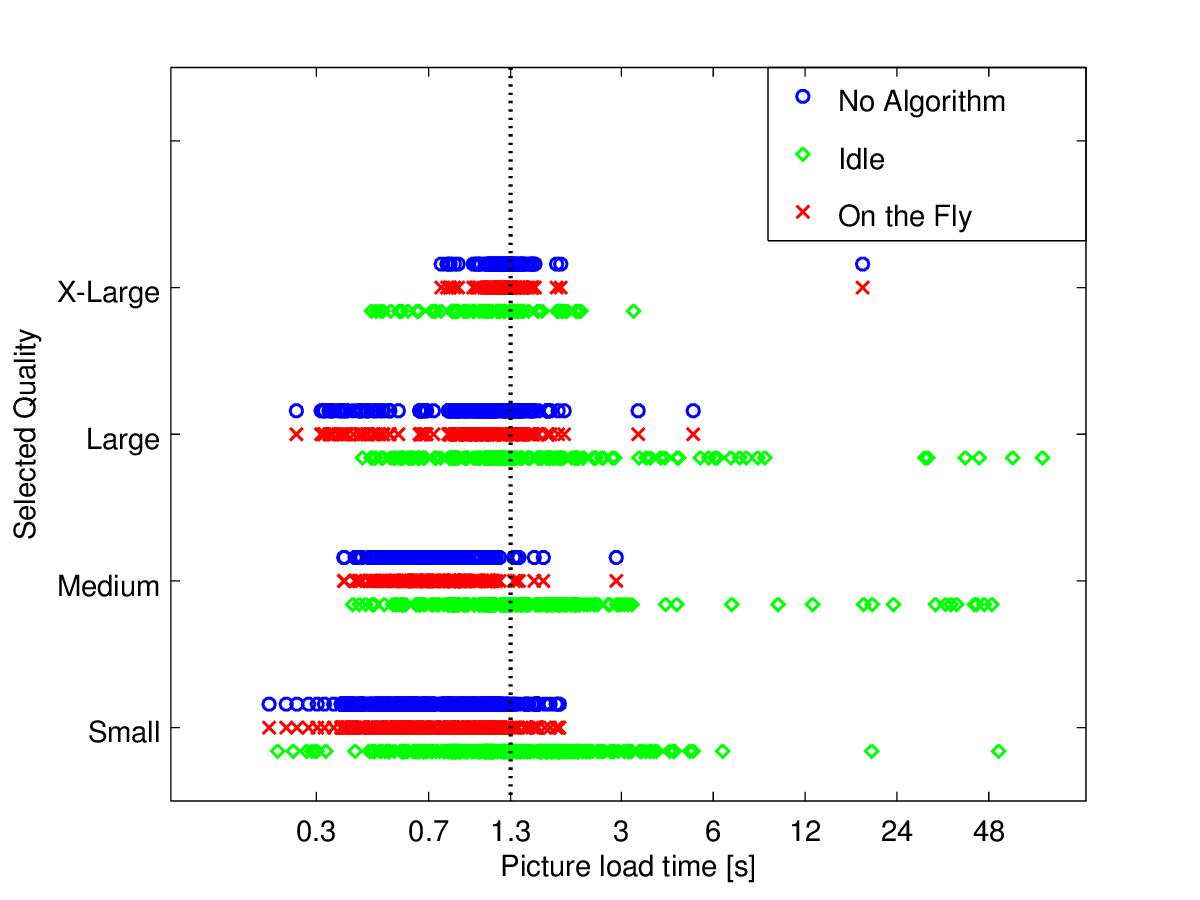 No Algorithm
Idle
On the Fly
X-Large
Large
Medium
Small
Selected Quality
0.3 0.7 1.3 3 6 12 24 48
Picture load time [s]